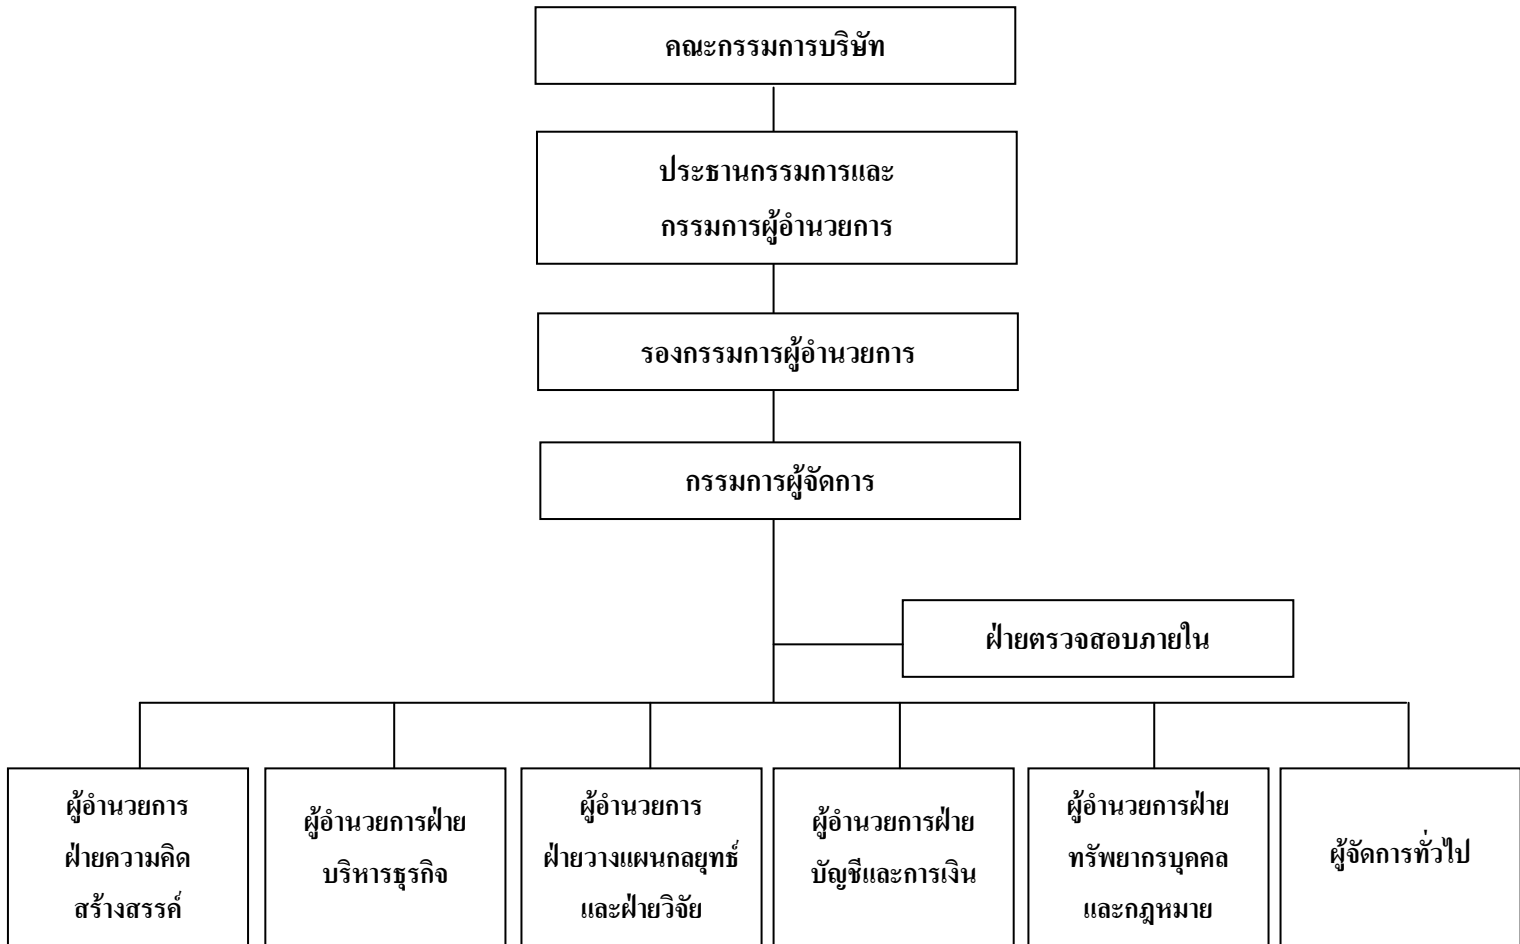 คณะกรรมการบริษัท
ประธานกรรมการและ
กรรมการผู้อำนวยการ
รองกรรมการผู้อำนวยการ
กรรมการผู้จัดการ
ฝ่ายตรวจสอบภายใน
ผู้อำนวยการ
ฝ่ายความคิด
สร้างสรรค์
ผู้อำนวยการฝ่าย
บริหารธุรกิจ
ผู้อำนวยการ
ฝ่ายวางแผนกลยุทธ์
และฝ่ายวิจัย
ผู้อำนวยการฝ่าย
บัญชีและการเงิน
ผู้อำนวยการฝ่าย
ทรัพยากรบุคคล
และกฎหมาย
ผู้จัดการทั่วไป